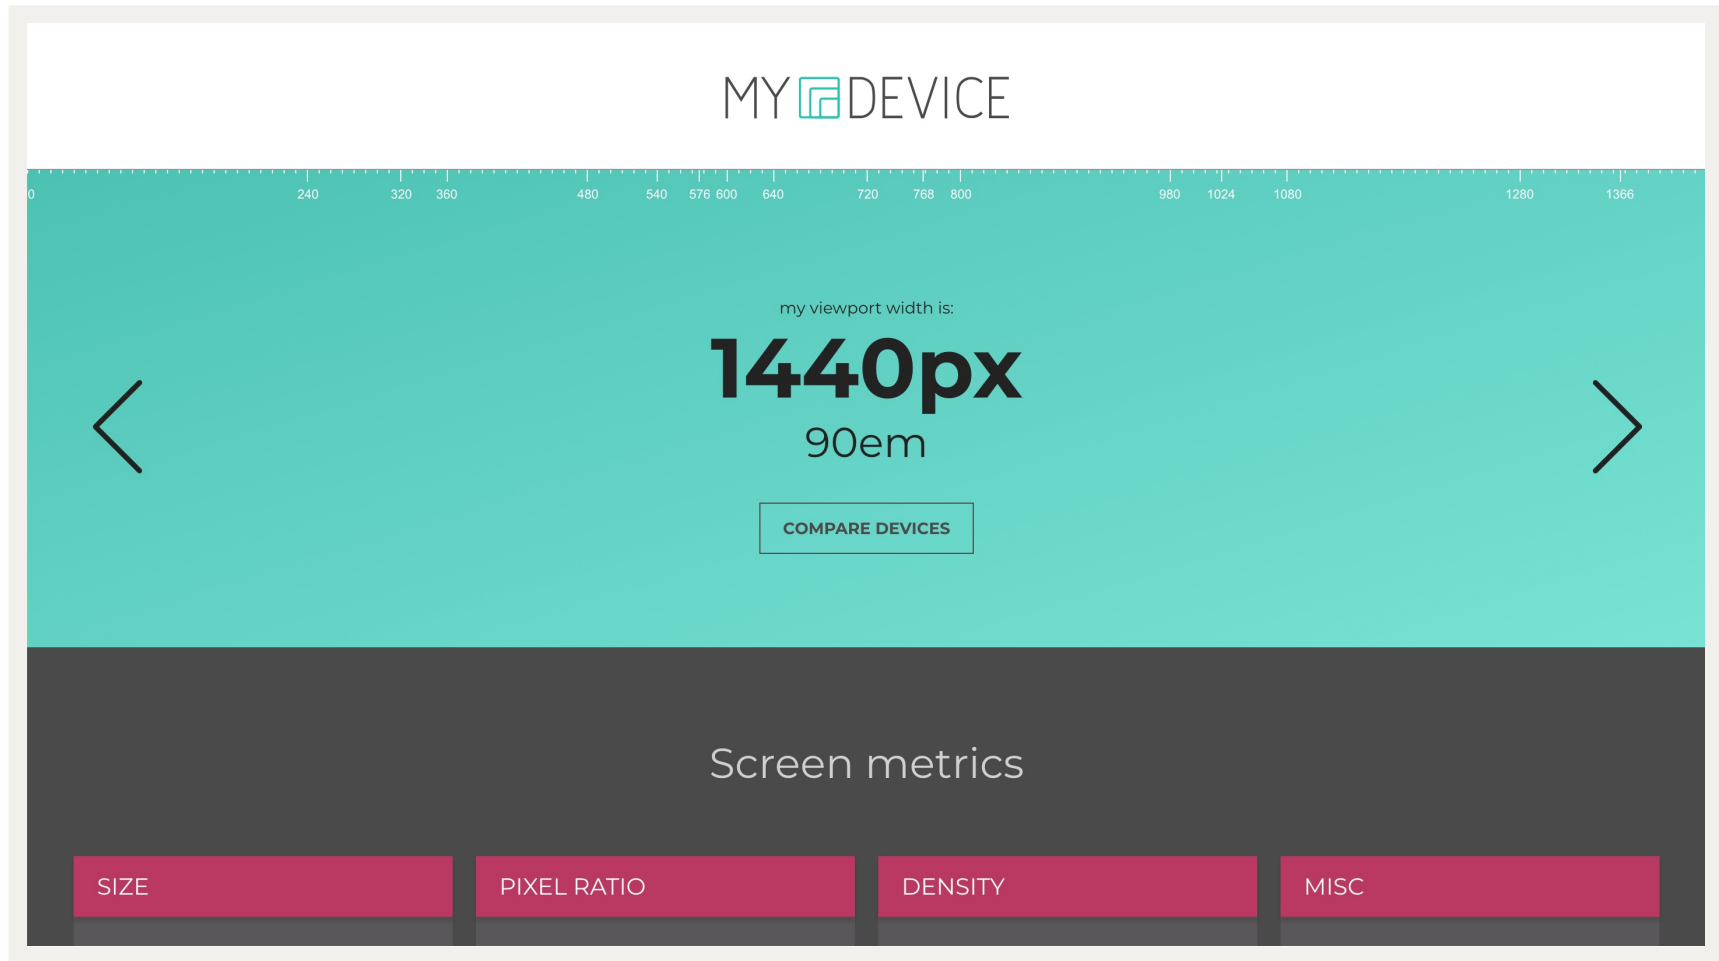 MY DEVICE
0 240 320 360 480 540 576 600 640 720 768 800 980 1024 1080 1280 1366
my viewport width is:
1440px
90em
COMPARE DEVICES
Screen metrics
SIZE PIXEL RATIO DENSITY MISC